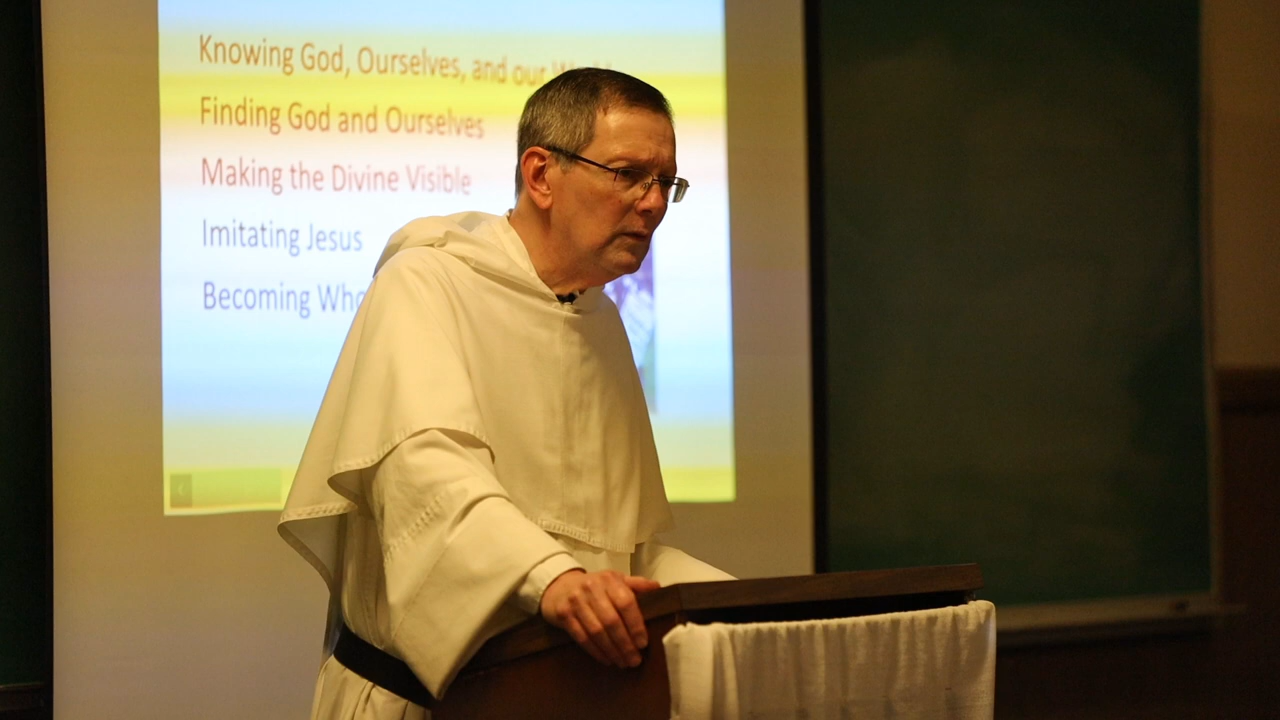 Knowing God, Ourselves, and our
Finding God and Ourselves
Making the Divine Visible
Imitating Jesus
Becoming